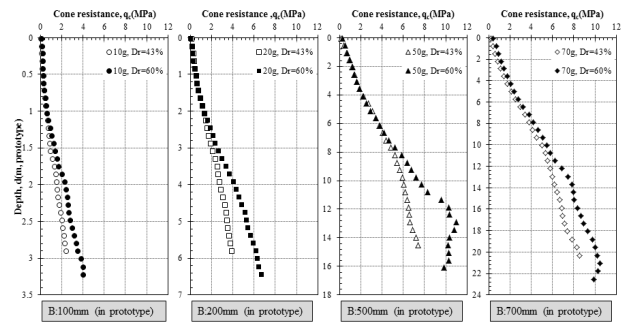 Cone resistance, qc(MPa)
0 2 4 6 8 10 12
0
0.5
1
1.5
2
2.5
3
3.5
Depth, d(m, prototype)
10g, Dr=43%
10g, Dr=60%
B:100mm (in prototype)
Cone resistance, qc(MPa)
0 2 4 6 8 10 12
0
1
2
3
4
5
6
7
20g, Dr=43%
20g, Dr=60%
B:200mm (in prototype)
Cone resistance, qc(MPa)
0 2 4 6 8 10 12
0
2
4
6
8
10
12
14
16
18
50g, Dr=43%
50g, Dr=60%
B:500mm (in prototype)
Cone resistance, qc(MPa)
0 2 4 6 8 10 12
0
2
4
6
8
10
12
14
16
18
20
22
24
70g, Dr=43%
70g, Dr=60%
B:700mm (in prototype)